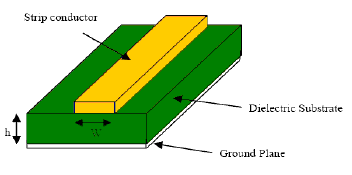 Strip conductor
Dielectric Substrate
h
W
Ground Plane